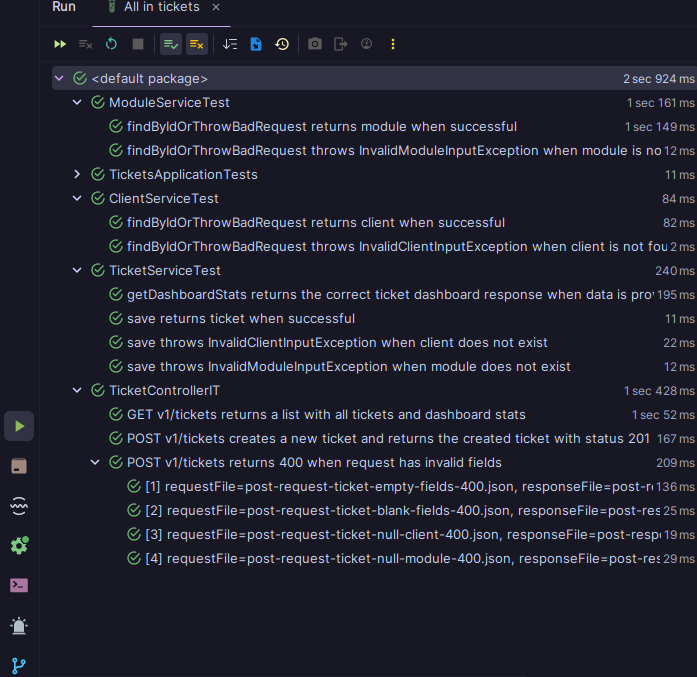 Run All in tickets
<default package> 2 sec 924 ms
ModuleServiceTest 1 sec 161 ms
findByIdOrThrowBadRequest returns module when successful 1 sec 149 ms
findByIdOrThrowBadRequest throws InvalidModuleInputException when module is no 12 ms
TicketsApplicationTests 11 ms
ClientServiceTest 84 ms
findByIdOrThrowBadRequest returns client when successful 82 ms
findByIdOrThrowBadRequest throws InvalidClientInputException when client is not fou 2 ms
TicketServiceTest 240 ms
getDashboardStats returns the correct ticket dashboard response when data is pro 195 ms
save returns ticket when successful 11 ms
save throws InvalidClientInputException when client does not exist 22 ms
save throws InvalidModuleInputException when module does not exist 12 ms
TicketControllerIT 1 sec 428 ms
GET v1/tickets returns a list with all tickets and dashboard stats 1 sec 52 ms
POST v1/tickets creates a new ticket and returns the created ticket with status 201 167 ms
POST v1/tickets returns 400 when request has invalid fields 209 ms
[1] requestFile=post-request-ticket-empty-fields-400.json, responseFile=post-r 136 ms
[2] requestFile=post-request-ticket-blank-fields-400.json, responseFile=post-res 25 ms
[3] requestFile=post-request-ticket-null-client-400.json, responseFile=post-resp 19 ms
[4] requestFile=post-request-ticket-null-module-400.json, responseFile=post-res 29 ms